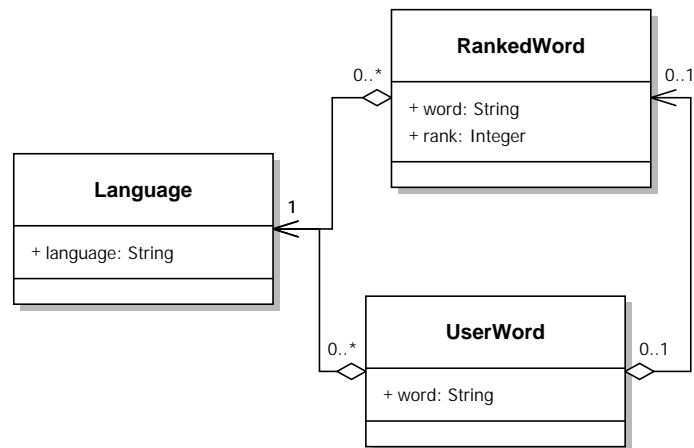 RankedWord
0..*
0..1
+ word: String
+ rank: Integer
Language
1
+ language: String
UserWord
0..*
0..1
+ word: String